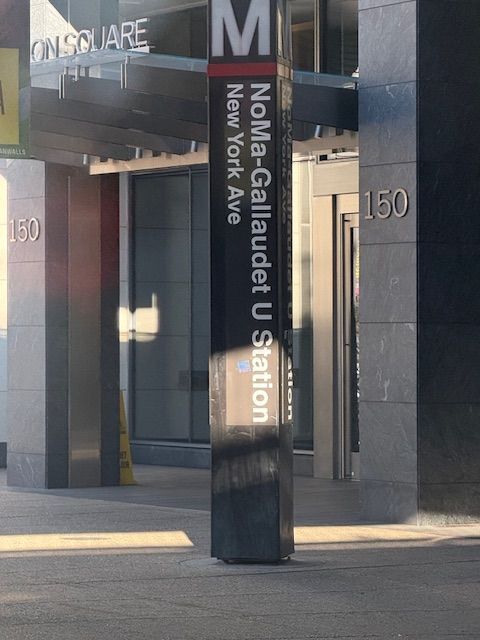 ON SQUARE
M
NoMa-Gallaudet U Station
New York Ave
150
150